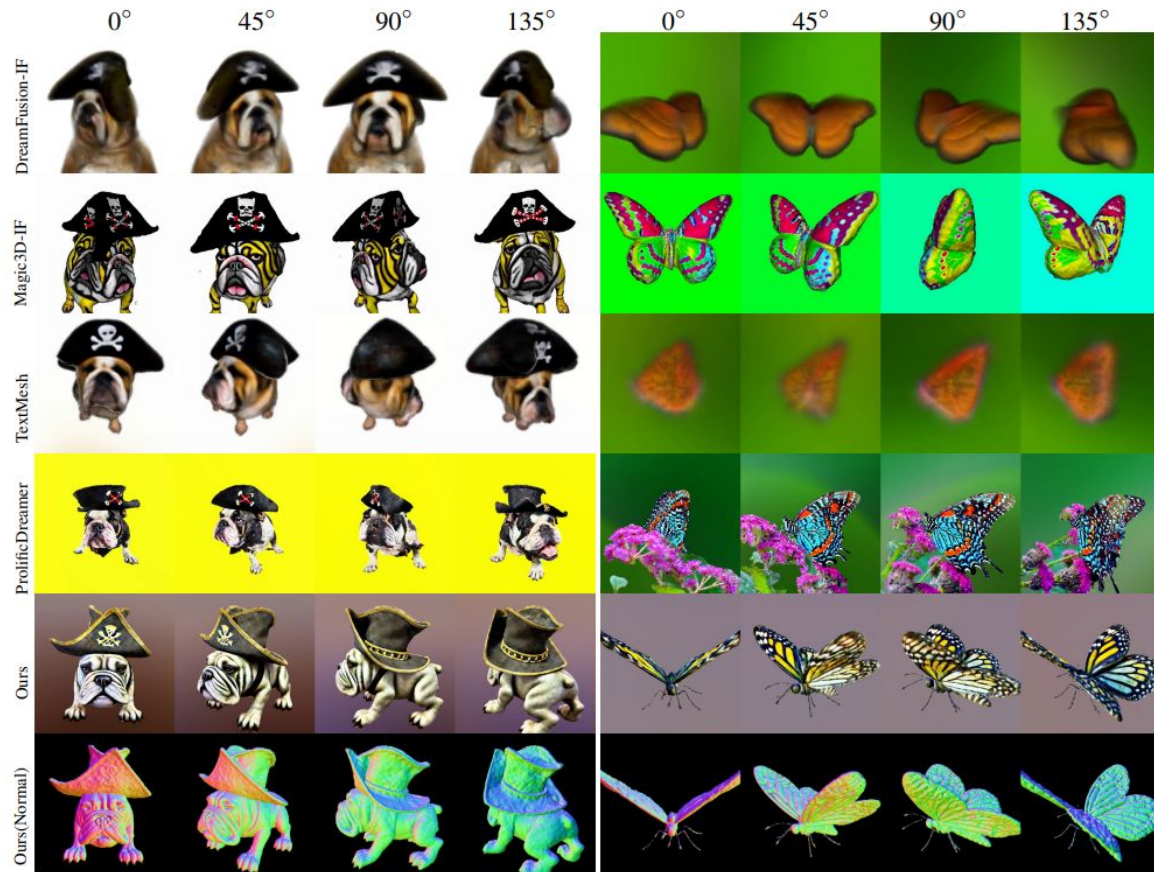 0° 45° 90° 135° 0° 45° 90° 135°
DreamFusion-IF
Magic3D-IF
TextMesh
ProlificDreamer
Ours
Ours(Normal)